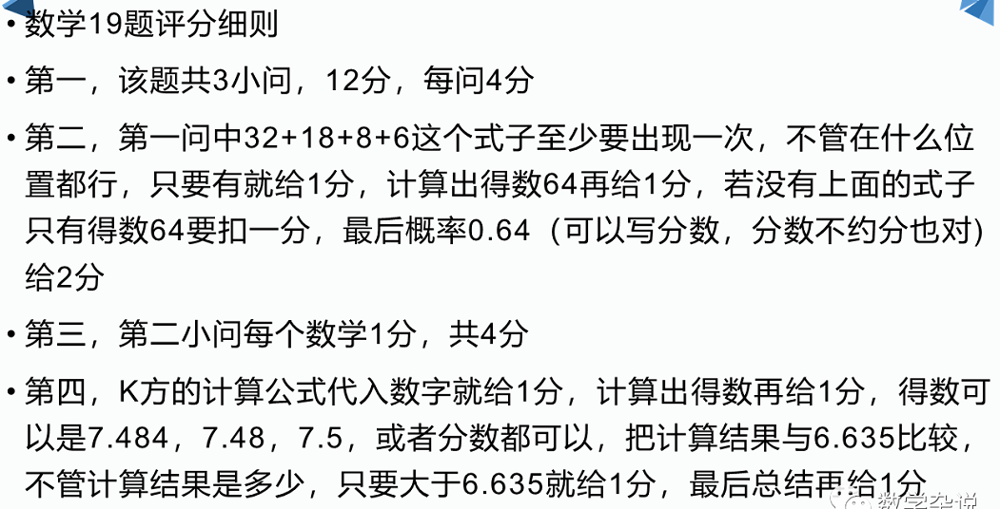 • 数学19题评分细则
• 第一，该题共3小问，12分，每问4分
• 第二，第一问中32+18+8+6这个式子至少要出现一次，不管在什么位
置都行，只要有就给1分，计算出得数64再给1分，若没有上面的式子
只有得数64要扣一分，最后概率0.64（可以写分数，分数不约分也对)
给2分
• 第三，第二小问每个数学1分，共4分
• 第四，K方的计算公式代入数字就给1分，计算出得数再给1分，得数可
以是7.484，7.48，7.5，或者分数都可以，把计算结果与6.635比较，
不管计算结果是多少，只要大于6.635就给1分，最后总结再给1分
数学杂说